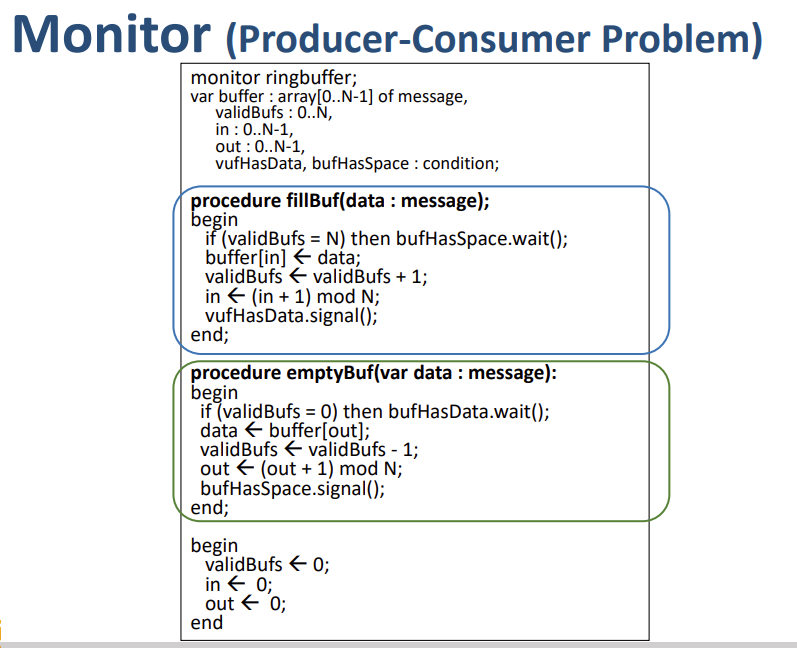 Monitor (Producer-Consumer Problem)
monitor ringbuffer;
var buffer : array[0..N-1] of message,
validBufs : 0..N,
in : 0..N-1,
out : 0..N-1,
vufHasData, bufHasSpace : condition;
procedure fillBuf(data : message);
begin
if (validBufs = N) then bufHasSpace.wait();
buffer[in] ← data;
validBufs ← validBufs + 1;
in ← (in + 1) mod N;
vufHasData.signal();
end;
procedure emptyBuf(var data : message):
begin
if (validBufs = 0) then bufHasData.wait();
data ← buffer[out];
validBufs ← validBufs - 1;
out ← (out + 1) mod N;
bufHasSpace.signal();
end;
begin
validBufs ← 0;
in ← 0;
out ← 0;
end